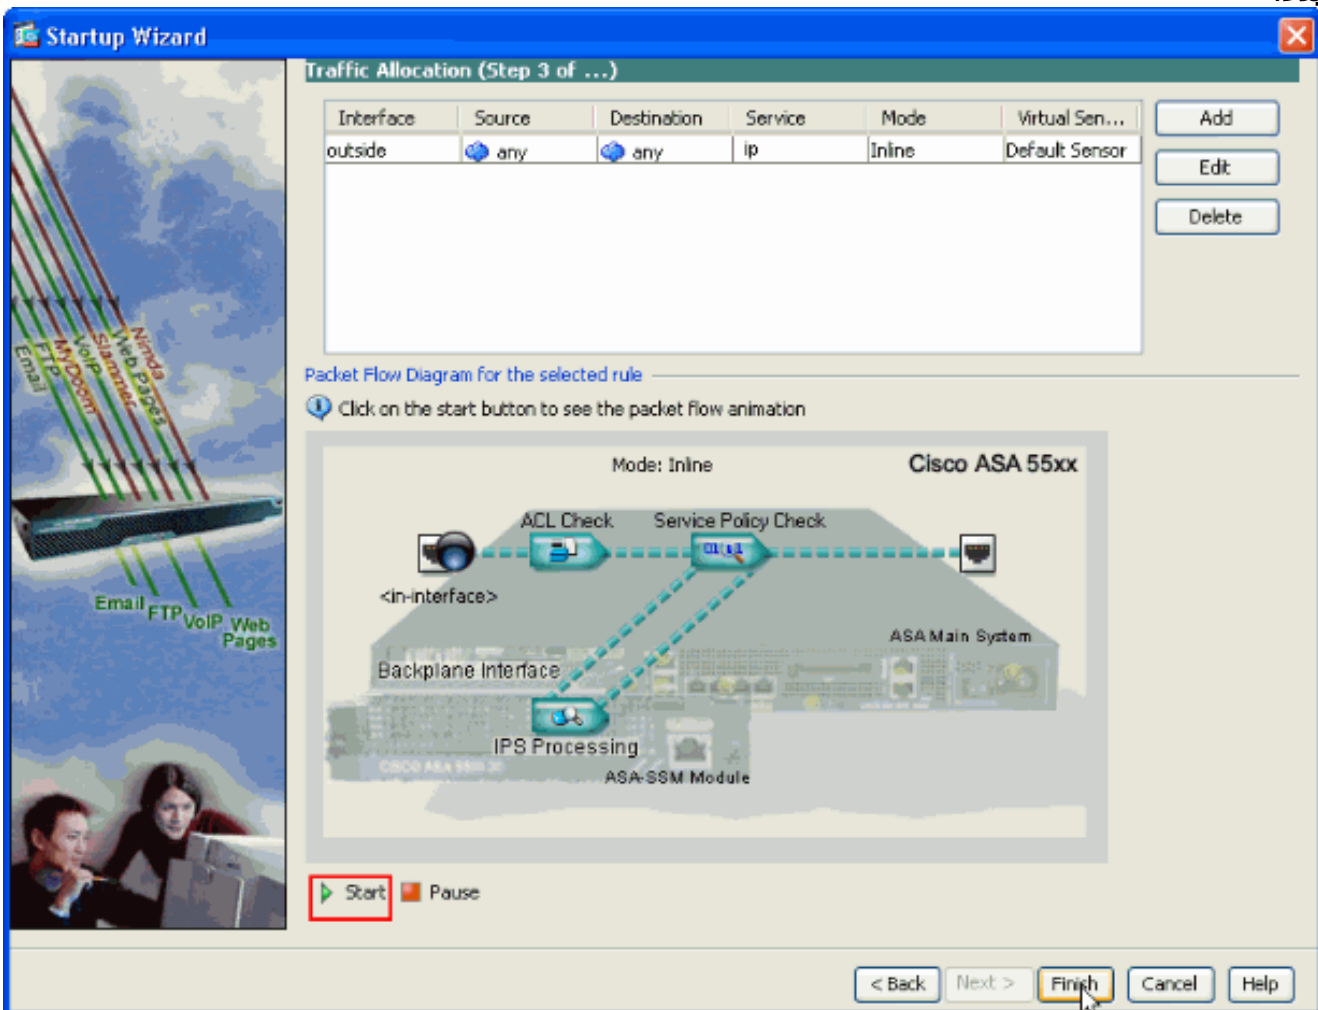 Startup Wizard
Traffic Allocation (Step 3 of ...)
Interface Source Destination Service Mode Virtual Sen...
outside any any ip Inline Default Sensor
Add
Edit
Delete
Nimda
Web Pages
Slammer
VoIP
MyDoom
FTP
Email
Email FTP VoIP Web Pages
Packet Flow Diagram for the selected rule
Click on the start button to see the packet flow animation
Mode: Inline
Cisco ASA 55xx
ACL Check Service Policy Check
<in-interface>
ASA Main System
Backplane Interface
IPS Processing
ASA-SSM Module
Start Pause
< Back Next > Finish Cancel Help